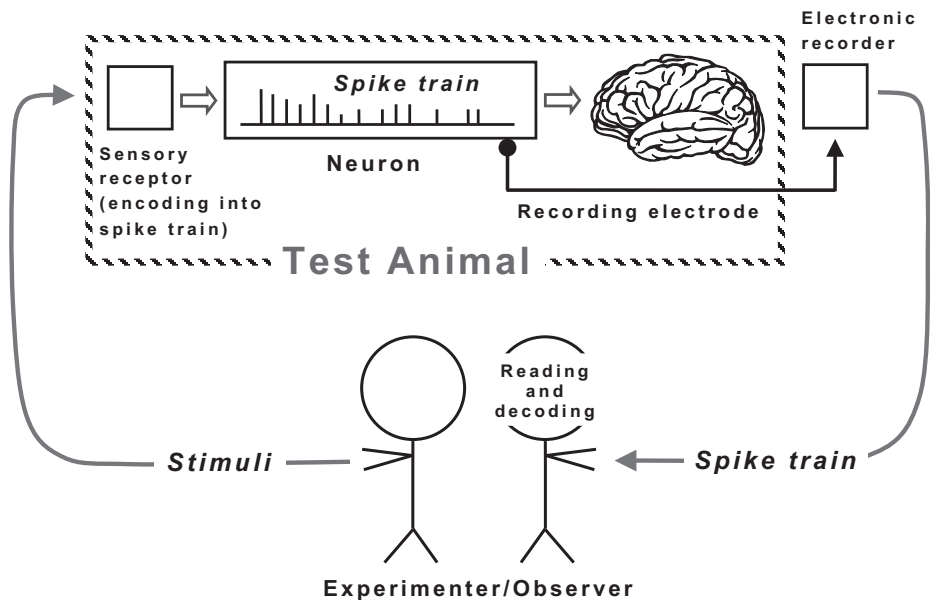 Electronic
recorder
Spike train
Sensory
receptor
(encoding into
spike train)
Neuron
Recording electrode
Test Animal
Reading
and
decoding
Stimuli
Spike train
Experimenter/Observer